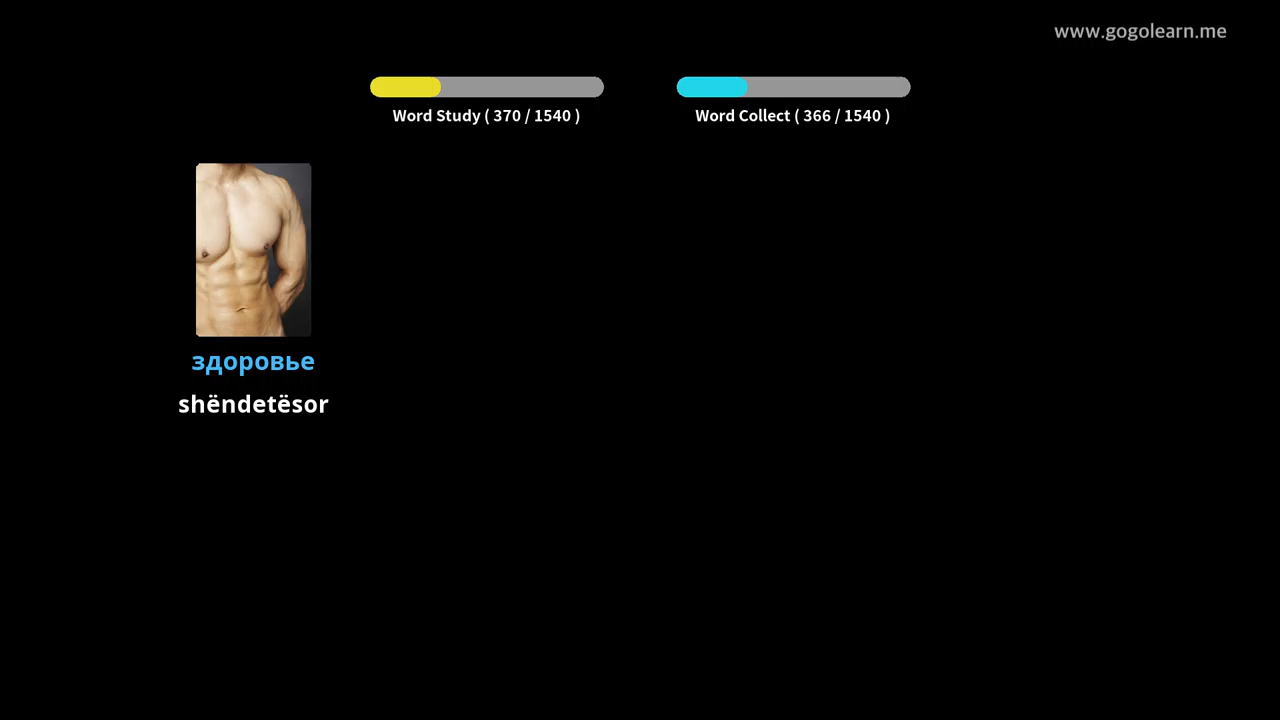 www.gogolearn.me
Word Study ( 370 / 1540 )
Word Collect ( 366 / 1540 )
здоровье
shëndetësor